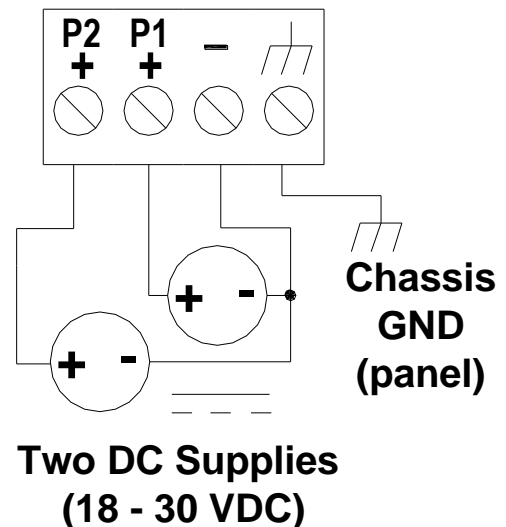 P2 P1
+ + -
+ -
+ -
Chassis
GND
(panel)
Two DC Supplies
(18 - 30 VDC)